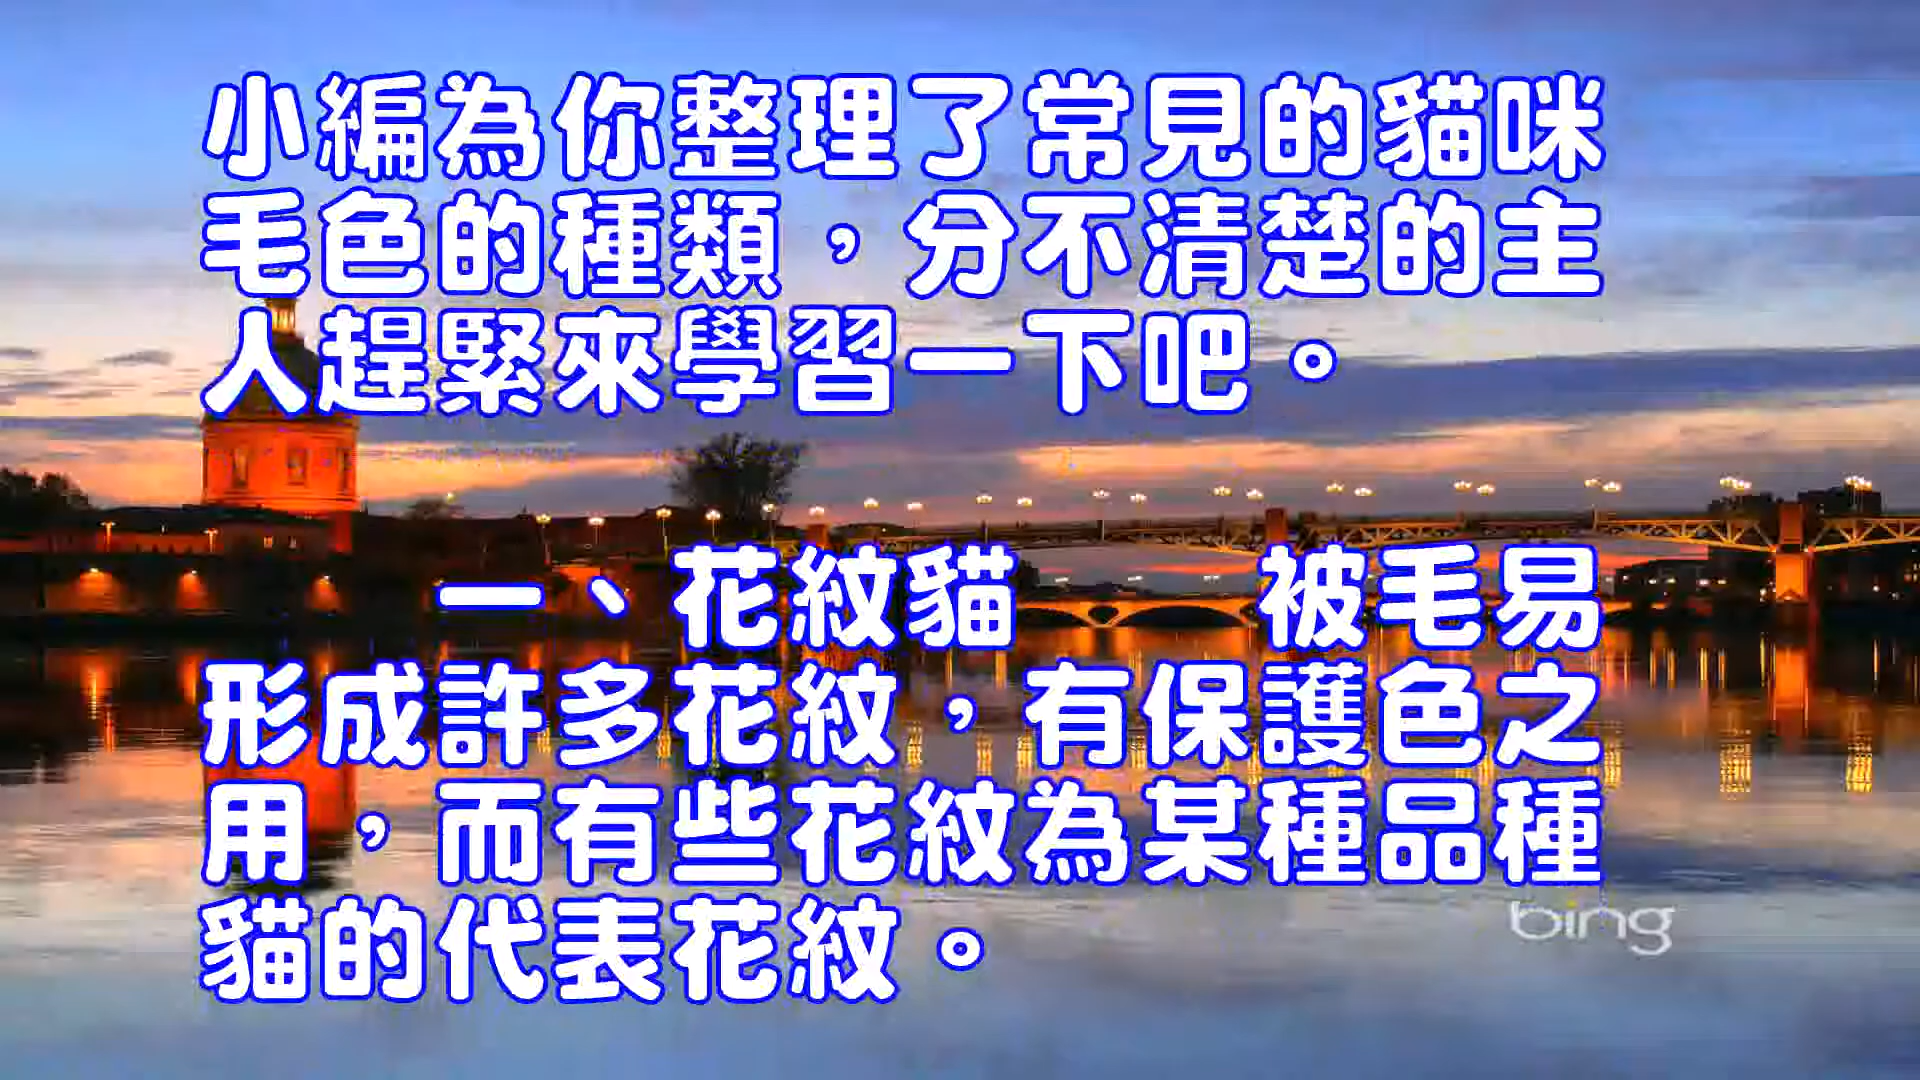 小編為你整理了常見的貓咪
毛色的種類，分不清楚的主
人趕緊來學習一下吧。
一、花紋貓　　被毛易
形成許多花紋，有保護色之
用，而有些花紋為某種品種
貓的代表花紋。
bing